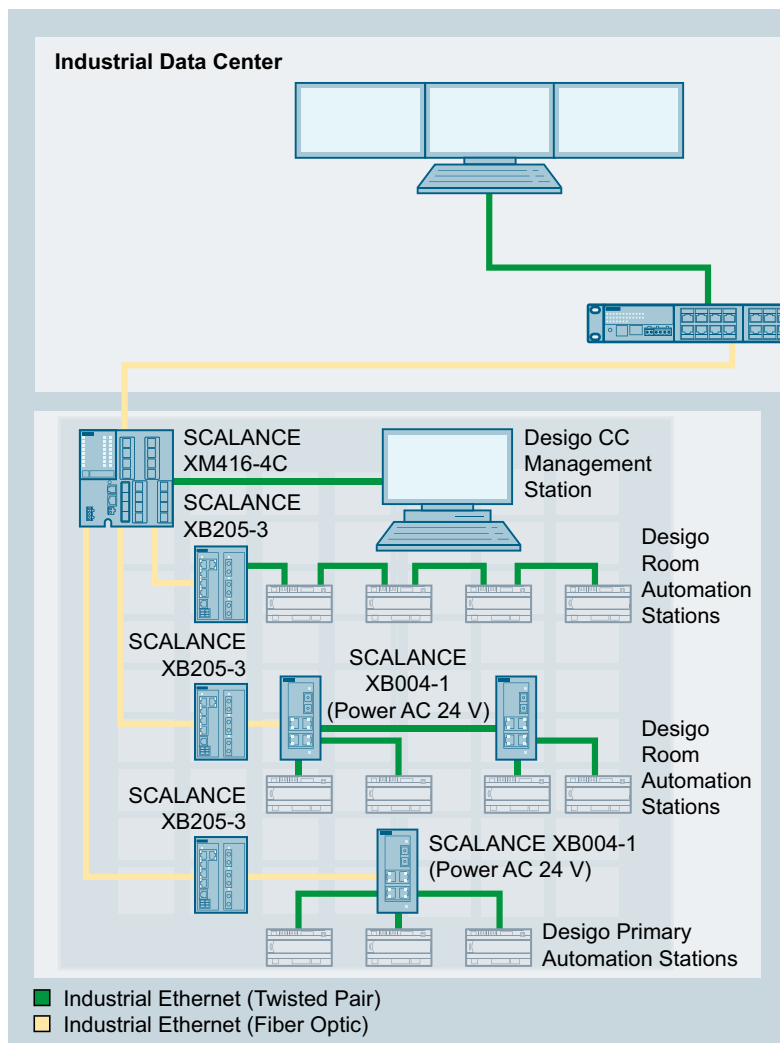 Industrial Data Center
SCALANCE
XM416-4C
Desigo CC
Management
Station
SCALANCE
XB205-3
Desigo
Room
Automation
Stations
SCALANCE
XB205-3
SCALANCE
XB004-1
(Power AC 24 V)
Desigo
Room
Automation
Stations
SCALANCE
XB205-3
SCALANCE XB004-1
(Power AC 24 V)
Desigo Primary
Automation Stations
Industrial Ethernet (Twisted Pair)
Industrial Ethernet (Fiber Optic)